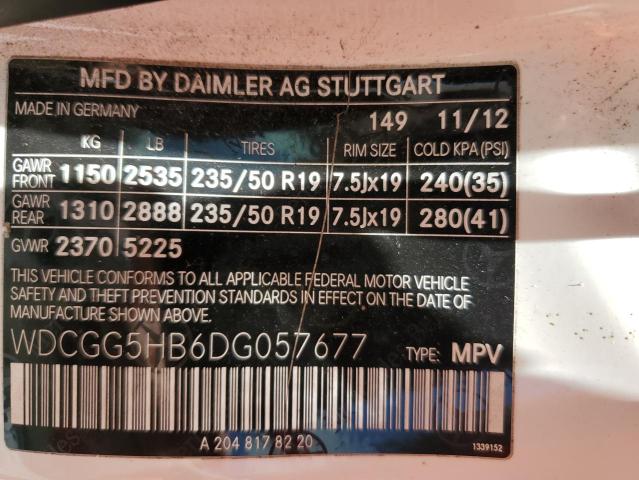 MFD BY DAIMLER AG STUTTGART
MADE IN GERMANY 149 11/12
KG LB TIRES RIM SIZE COLD KPA(PSI)
GAWR FRONT 1150 2535 235/50 R19 7.5Jx19 240(35)
GAWR REAR 1310 2888 235/50 R19 7.5Jx19 280(41)
GVWR 2370 5225
THIS VEHICLE CONFORMS TO ALL APPLICABLE FEDERAL MOTOR VEHICLE
SAFETY AND THEFT PREVENTION STANDARDS IN EFFECT ON THE DATE
OF MANUFACTURE SHOWN ABOVE.
WDCGG5HB6DG057677 TYPE: MPV
A 204 817 82 20
1339152